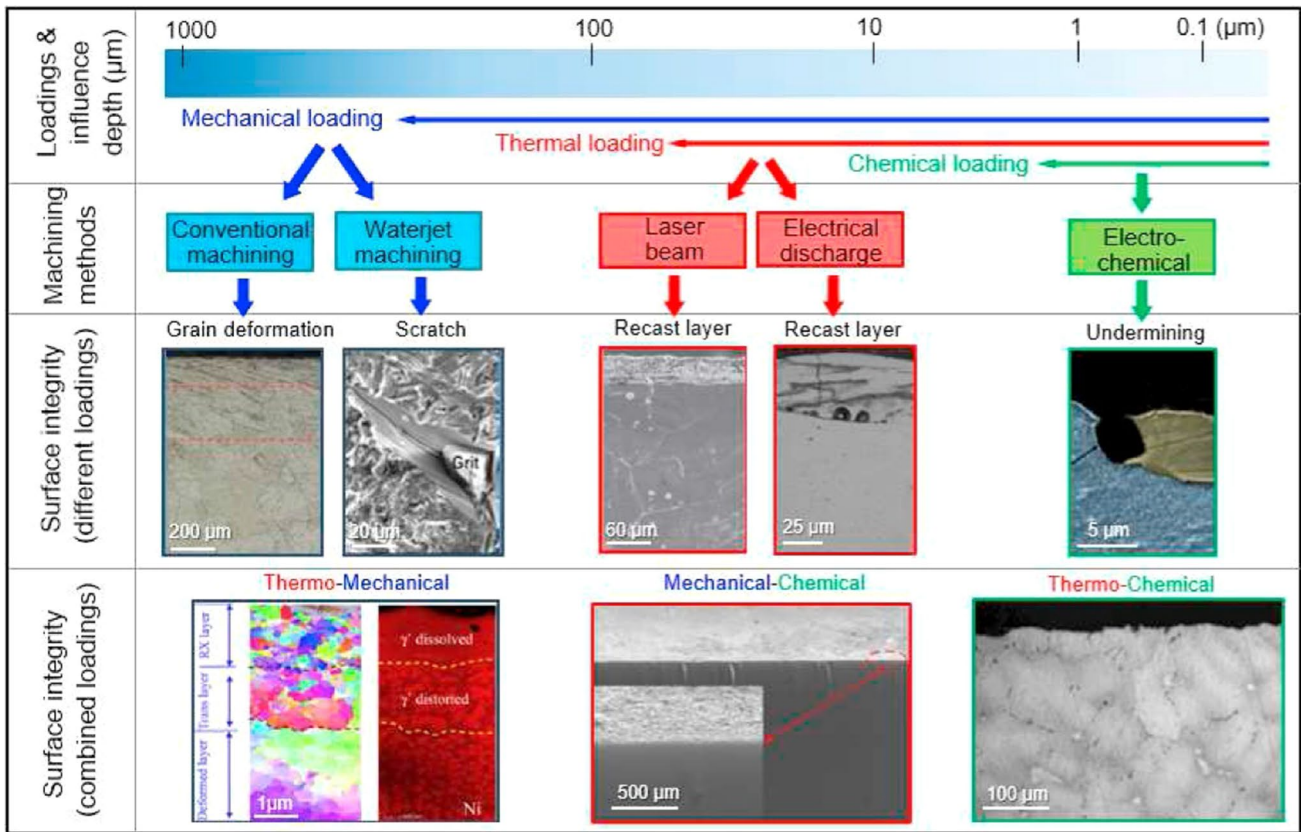 Loadings &
influence
depth (μm)
1000
100
10
1
0.1 (μm)
Mechanical loading
Thermal loading
Chemical loading
Machining
methods
Conventional
machining
Waterjet
machining
Laser
beam
Electrical
discharge
Electro-
chemical
Surface integrity
(different loadings)
Grain deformation
Scratch
Recast layer
Recast layer
Undermining
Grit
200 μm
20 μm
60 μm
25 μm
5 μm
Surface integrity
(combined loadings)
Thermo-Mechanical
Mechanical-Chemical
Thermo-Chemical
RX layer
Trans layer
Deformed layer
γ' dissolved
γ' distorted
1μm
Ni
500 μm
100 μm